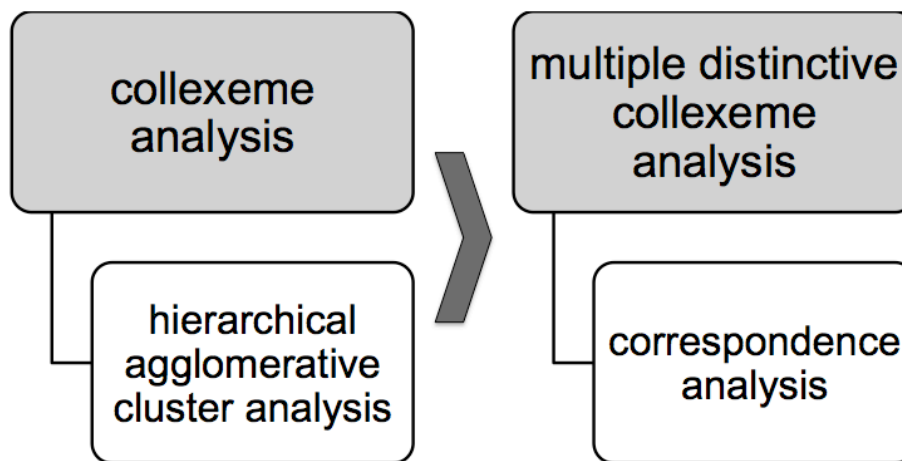 collexeme
analysis
hierarchical
agglomerative
cluster analysis
multiple distinctive
collexeme
analysis
correspondence
analysis